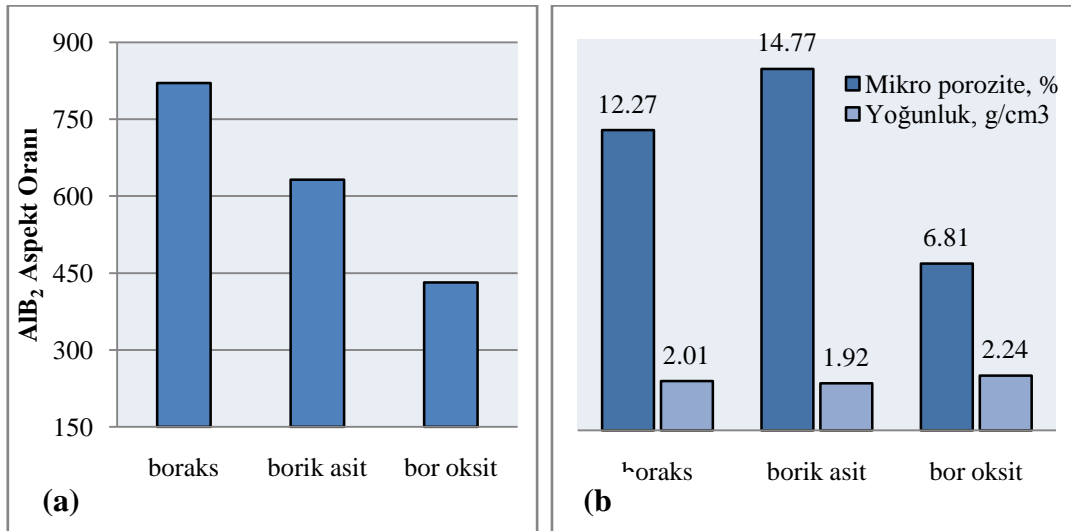 AlB₂ Aspekt Oranı
900
750
600
450
300
150
boraks borik asit bor oksit
(a)
Mikro porozite, %
Yoğunluk, g/cm3
12.27
14.77
6.81
2.01
1.92
2.24
boraks borik asit bor oksit
(b